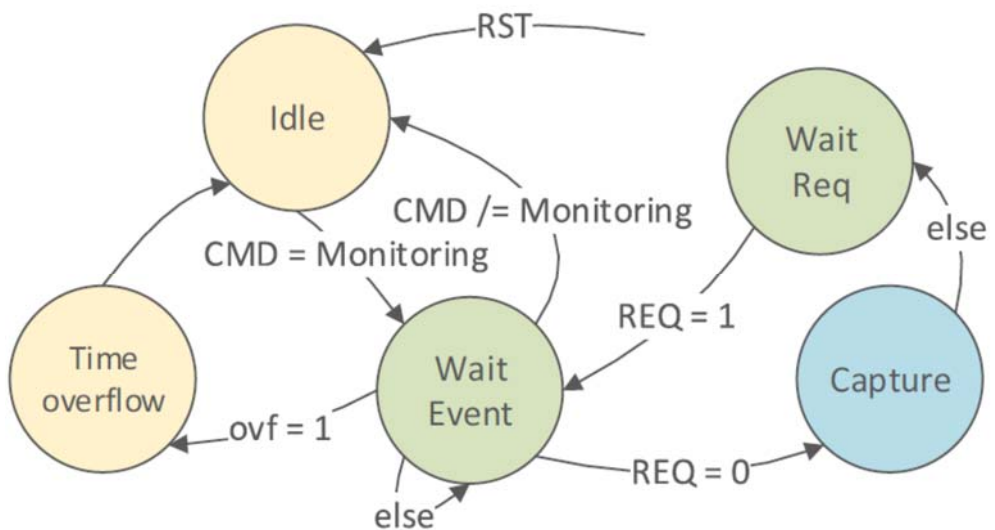 RST
Idle
Wait
Req
CMD /= Monitoring
else
CMD = Monitoring
REQ = 1
Time
overflow
Wait
Event
Capture
ovf = 1
REQ = 0
else